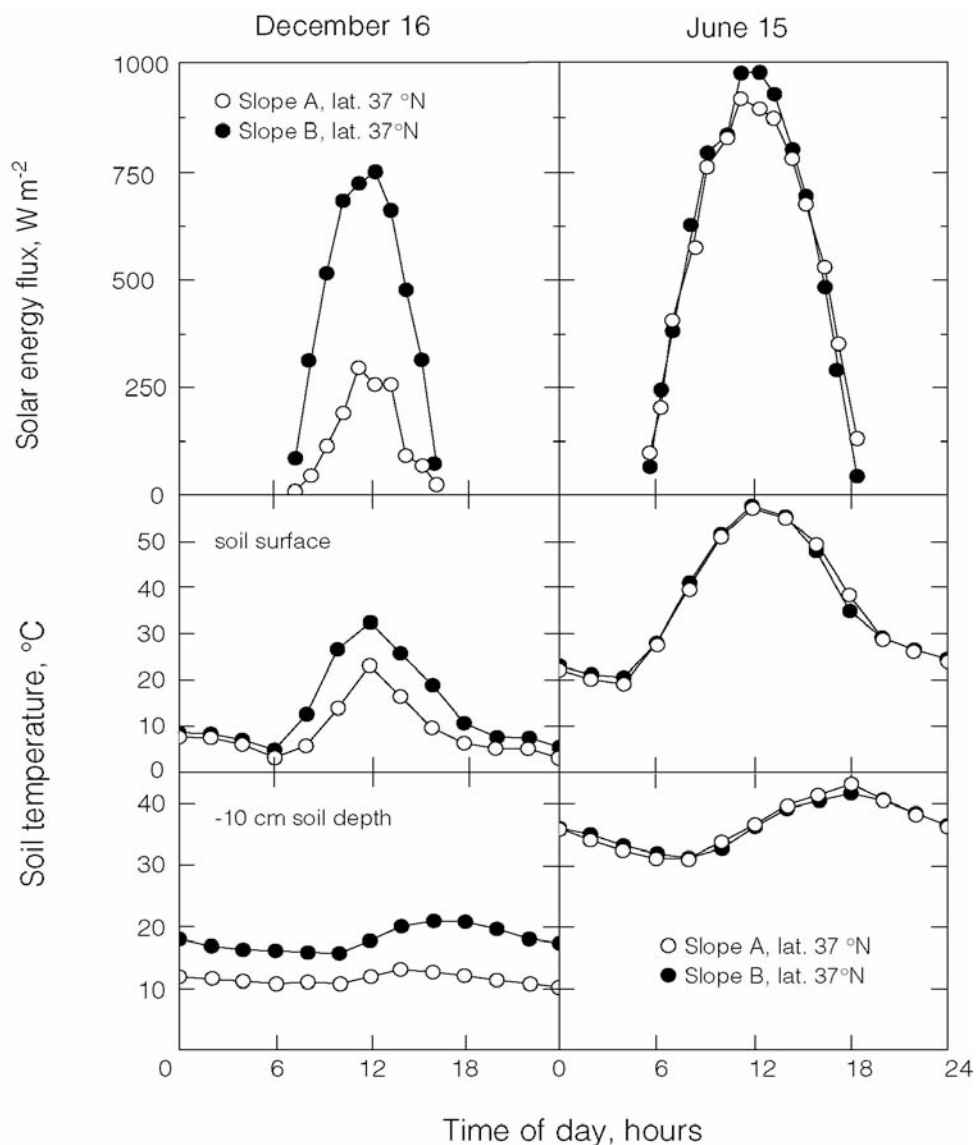 December 16
June 15
Solar energy flux, W m-2
1000
750
500
250
0
○ Slope A, lat. 37 °N
● Slope B, lat. 37°N
Soil temperature, °C
50
40
30
20
10
0
soil surface
40
30
20
10
-10 cm soil depth
○ Slope A, lat. 37 °N
● Slope B, lat. 37°N
0 6 12 18 0 6 12 18 24
Time of day, hours